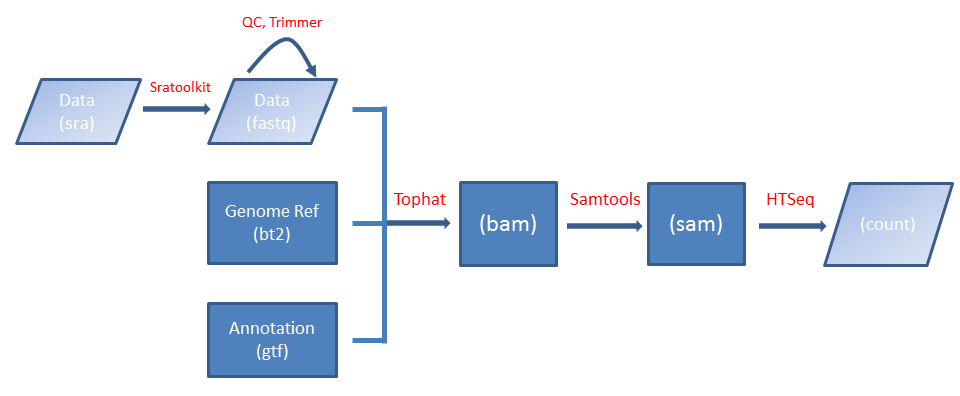 QC, Trimmer
Data
(sra)
Sratoolkit
Data
(fastq)
Genome Ref
(bt2)
Annotation
(gtf)
Tophat
(bam)
Samtools
(sam)
HTSeq
(count)